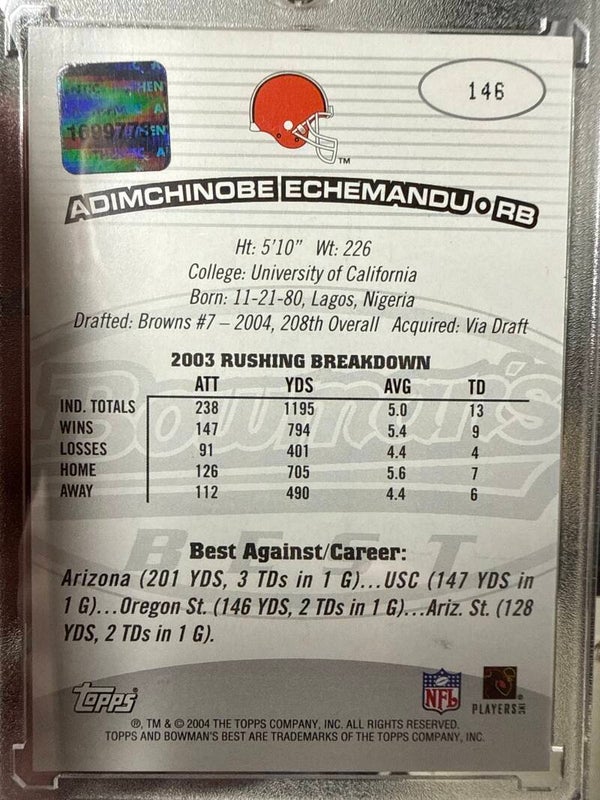 146
TM
ADIMCHINOBE ECHEMANDU • RB
Ht: 5'10" Wt: 226
College: University of California
Born: 11-21-80, Lagos, Nigeria
Drafted: Browns #7 – 2004, 208th Overall Acquired: Via Draft
2003 RUSHING BREAKDOWN
ATT YDS AVG TD
IND. TOTALS 238 1195 5.0 13
WINS 147 794 5.4 9
LOSSES 91 401 4.4 4
HOME 126 705 5.6 7
AWAY 112 490 4.4 6
Bowman's
BEST
Best Against/Career:
Arizona (201 YDS, 3 TDs in 1 G)...USC (147 YDS in
1 G)...Oregon St. (146 YDS, 2 TDs in 1 G)...Ariz. St. (128
YDS, 2 TDs in 1 G).
topps
NFL
PLAYERS INC
®, TM & © 2004 THE TOPPS COMPANY, INC. ALL RIGHTS RESERVED.
TOPPS AND BOWMAN'S BEST ARE TRADEMARKS OF THE TOPPS COMPANY, INC.